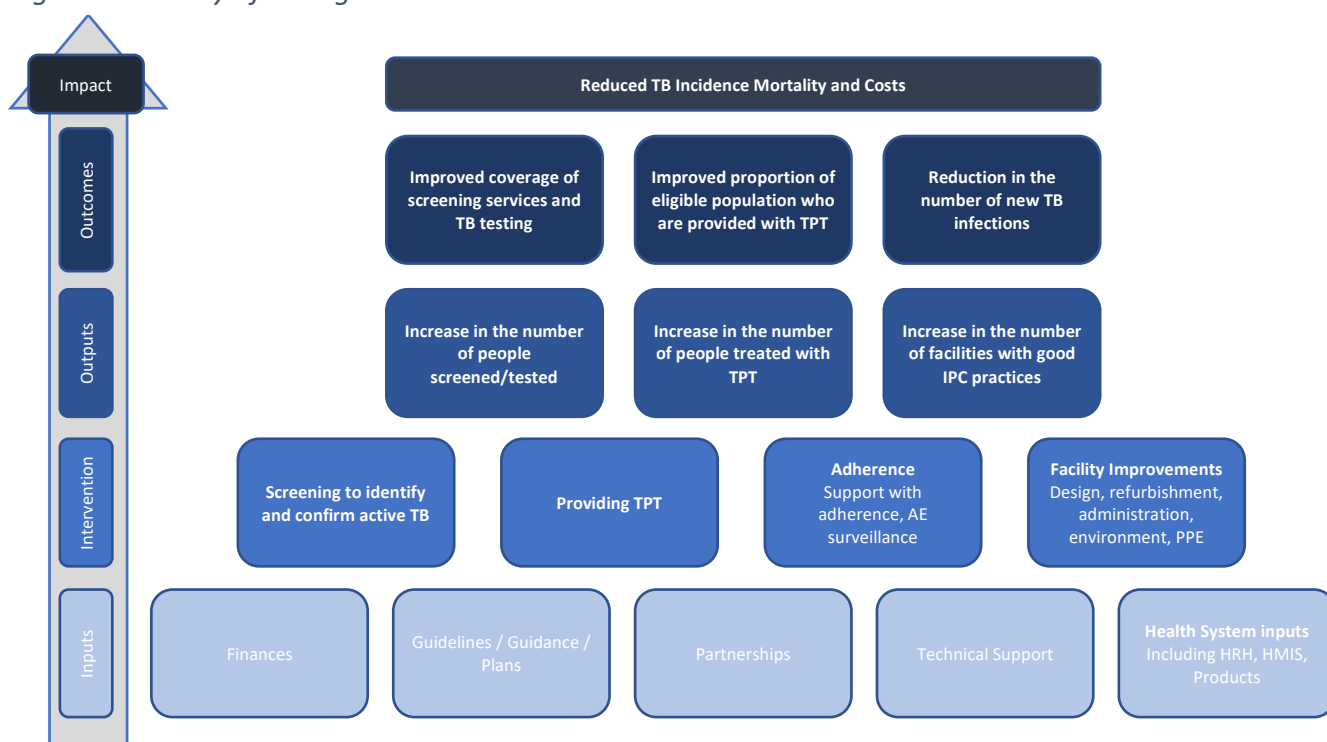 Impact
Reduced TB Incidence Mortality and Costs
Outcomes
Improved coverage of
screening services and
TB testing
Improved proportion of
eligible population who
are provided with TPT
Reduction in the
number of new TB
infections
Outputs
Increase in the number
of people
screened/tested
Increase in the number
of people treated with
TPT
Increase in the number
of facilities with good
IPC practices
Intervention
Screening to identify
and confirm active TB
Providing TPT
Adherence
Support with
adherence, AE
surveillance
Facility Improvements
Design, refurbishment,
administration,
environment, PPE
Inputs
Finances
Guidelines / Guidance /
Plans
Partnerships
Technical Support
Health System inputs
Including HRH, HMIS,
Products